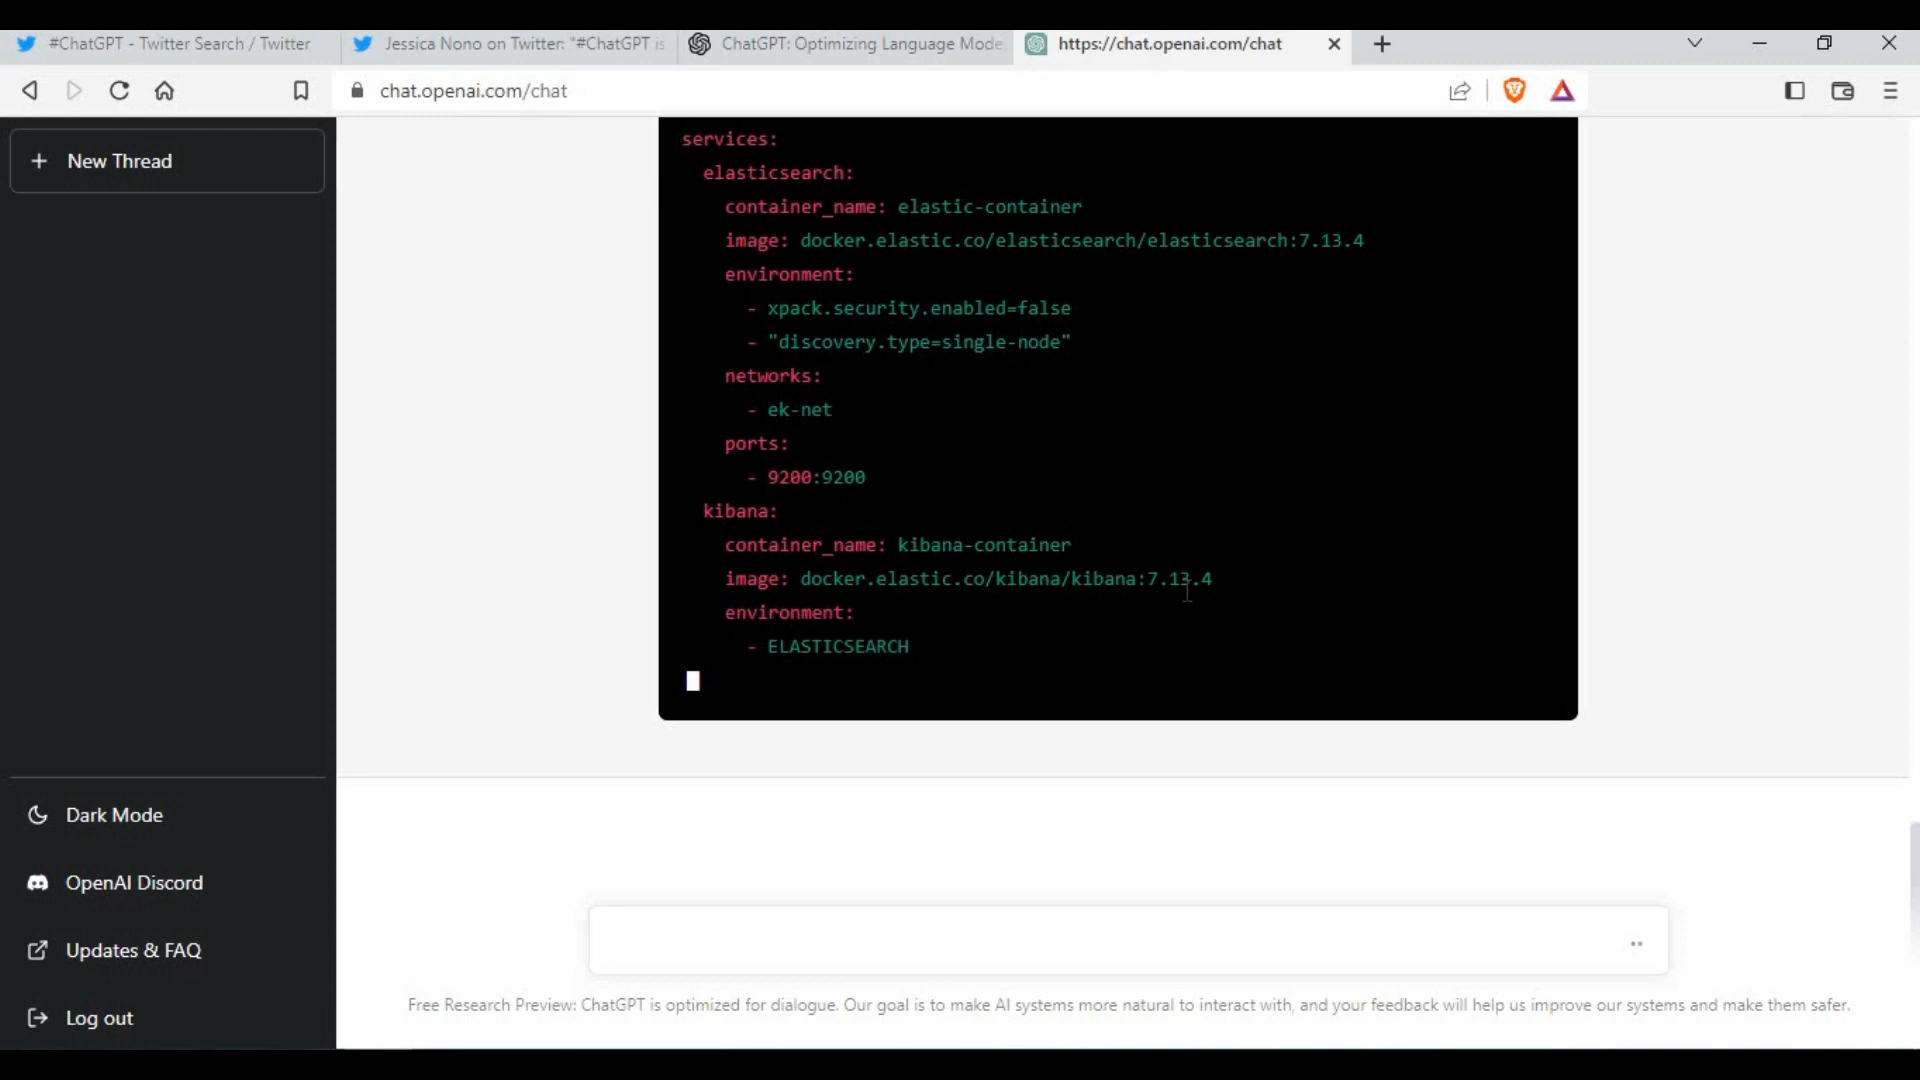 #ChatGPT - Twitter Search / Twitter
Jessica Nono on Twitter: "#ChatGPT is
ChatGPT: Optimizing Language Mode
https://chat.openai.com/chat
chat.openai.com/chat
New Thread
services:
elasticsearch:
container_name: elastic-container
image: docker.elastic.co/elasticsearch/elasticsearch:7.13.4
environment:
- xpack.security.enabled=false
- "discovery.type=single-node"
networks:
- ek-net
ports:
- 9200:9200
kibana:
container_name: kibana-container
image: docker.elastic.co/kibana/kibana:7.13.4
environment:
- ELASTICSEARCH
Dark Mode
OpenAI Discord
Updates & FAQ
Log out
Free Research Preview: ChatGPT is optimized for dialogue. Our goal is to make AI systems more natural to interact with, and your feedback will help us improve our systems and make them safer.